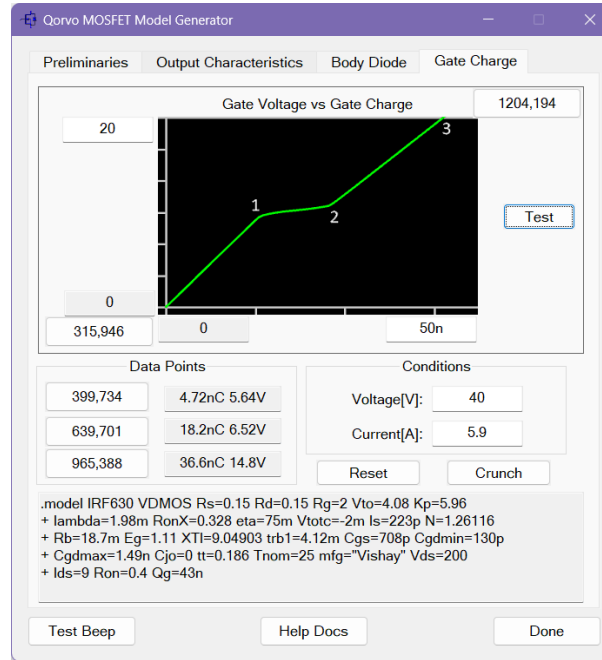 Qorvo MOSFET Model Generator
Preliminaries Output Characteristics Body Diode Gate Charge
Gate Voltage vs Gate Charge
1204,194
20
3
1
2
Test
0
315,946
0
50n
Data Points
399,734 4.72nC 5.64V
639,701 18.2nC 6.52V
965,388 36.6nC 14.8V
Conditions
Voltage[V]: 40
Current[A]: 5.9
Reset Crunch
.model IRF630 VDMOS Rs=0.15 Rd=0.15 Rg=2 Vto=4.08 Kp=5.96
+ lambda=1.98m RonX=0.328 eta=75m Vtotc=-2m Is=223p N=1.26116
+ Rb=18.7m Eg=1.11 XTI=9.04903 trb1=4.12m Cgs=708p Cgdmin=130p
+ Cgdmax=1.49n Cjo=0 tt=0.186 Tnom=25 mfg="Vishay" Vds=200
+ Ids=9 Ron=0.4 Qg=43n
Test Beep Help Docs Done